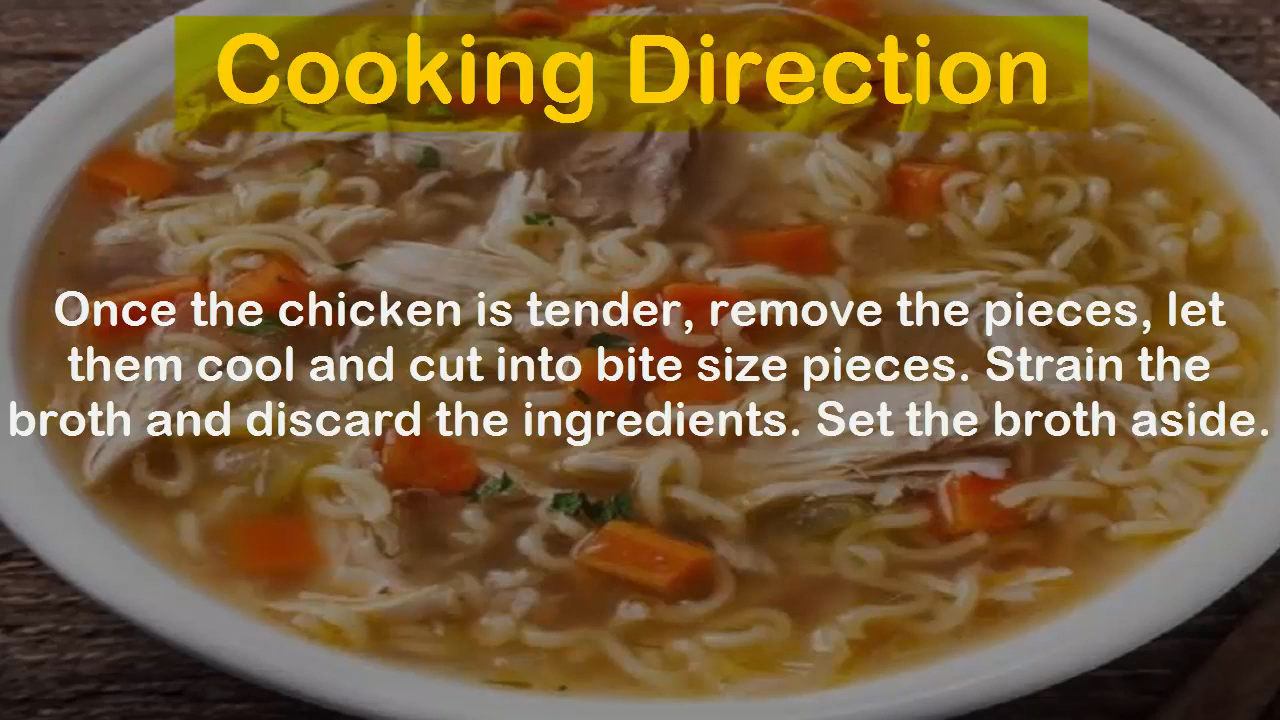 Cooking Direction
Once the chicken is tender, remove the pieces, let
them cool and cut into bite size pieces. Strain the
broth and discard the ingredients. Set the broth aside.